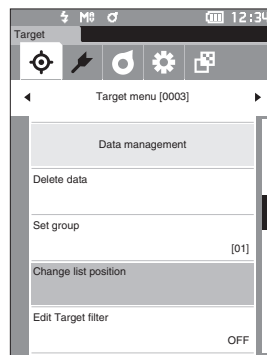 M 12:34
Target
Target menu [0003]
Data management
Delete data
Set group
[01]
Change list position
Edit Target filter
OFF